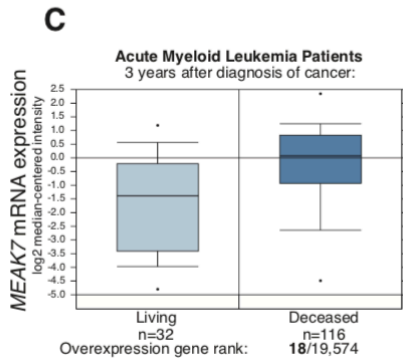 C
Acute Myeloid Leukemia Patients
3 years after diagnosis of cancer:
MEAK7 mRNA expression
log2 median-centered intensity
2.5
2.0
1.5
1.0
0.5
0.0
-0.5
-1.0
-1.5
-2.0
-2.5
-3.0
-3.5
-4.0
-4.5
-5.0
Living
n=32
Deceased
n=116
Overexpression gene rank: 18/19,574